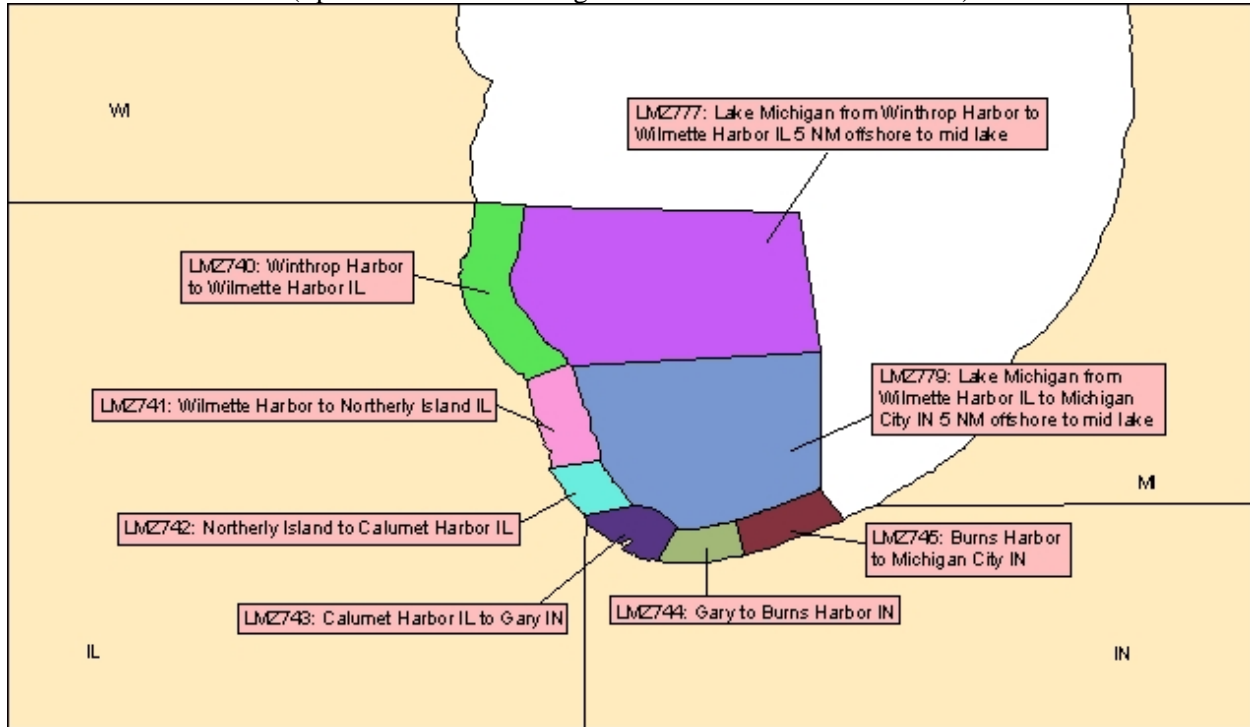 WI
LMZ777: Lake Michigan from Winthrop Harbor to
Wilmette Harbor IL 5 NM offshore to mid lake
LMZ740: Winthrop Harbor
to Wilmette Harbor IL
LMZ779: Lake Michigan from
Wilmette Harbor IL to Michigan
City IN 5 NM offshore to mid lake
LMZ741: Wilmette Harbor to Northerly Island IL
MI
LMZ742: Northerly Island to Calumet Harbor IL
LMZ745: Burns Harbor
to Michigan City IN
LMZ743: Calumet Harbor IL to Gary IN
LMZ744: Gary to Burns Harbor IN
IL
IN